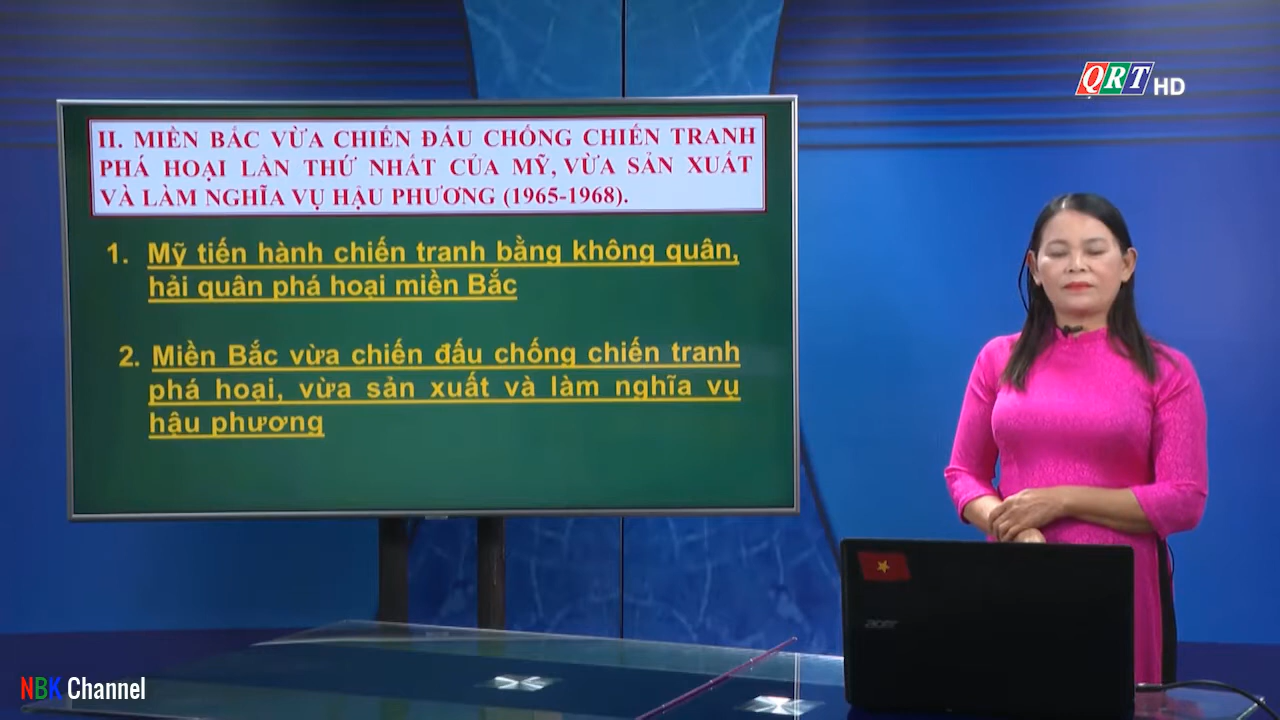 QRT HD
II. MIỀN BẮC VỪA CHIẾN ĐẤU CHỐNG CHIẾN TRANH
PHÁ HOẠI LẦN THỨ NHẤT CỦA MỸ, VỪA SẢN XUẤT
VÀ LÀM NGHĨA VỤ HẬU PHƯƠNG (1965-1968).
1. Mỹ tiến hành chiến tranh bằng không quân,
hải quân phá hoại miền Bắc
2. Miền Bắc vừa chiến đấu chống chiến tranh
phá hoại, vừa sản xuất và làm nghĩa vụ
hậu phương
acer
NBK Channel